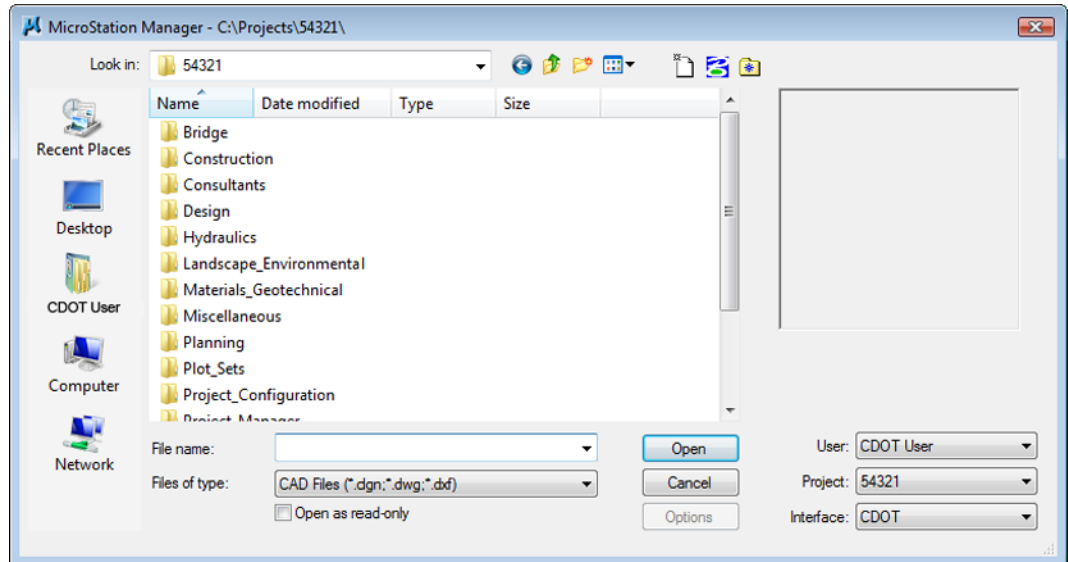 MicroStation Manager - C:\Projects\54321\
Look in: 54321
Name Date modified Type Size
Recent Places
Desktop
CDOT User
Computer
Network
Bridge
Construction
Consultants
Design
Hydraulics
Landscape_Environmental
Materials_Geotechnical
Miscellaneous
Planning
Plot_Sets
Project_Configuration
Project_Manager
File name: Open User: CDOT User
Files of type: CAD Files (*.dgn;*.dwg;*.dxf) Cancel Project: 54321
Open as read-only Options Interface: CDOT